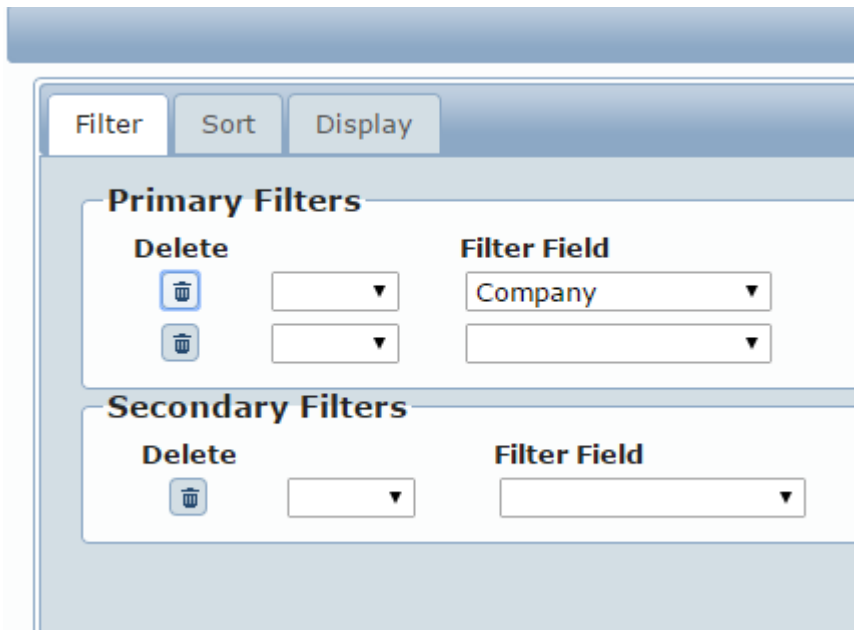 Filter Sort Display
Primary Filters
Delete Filter Field
Company
Secondary Filters
Delete Filter Field